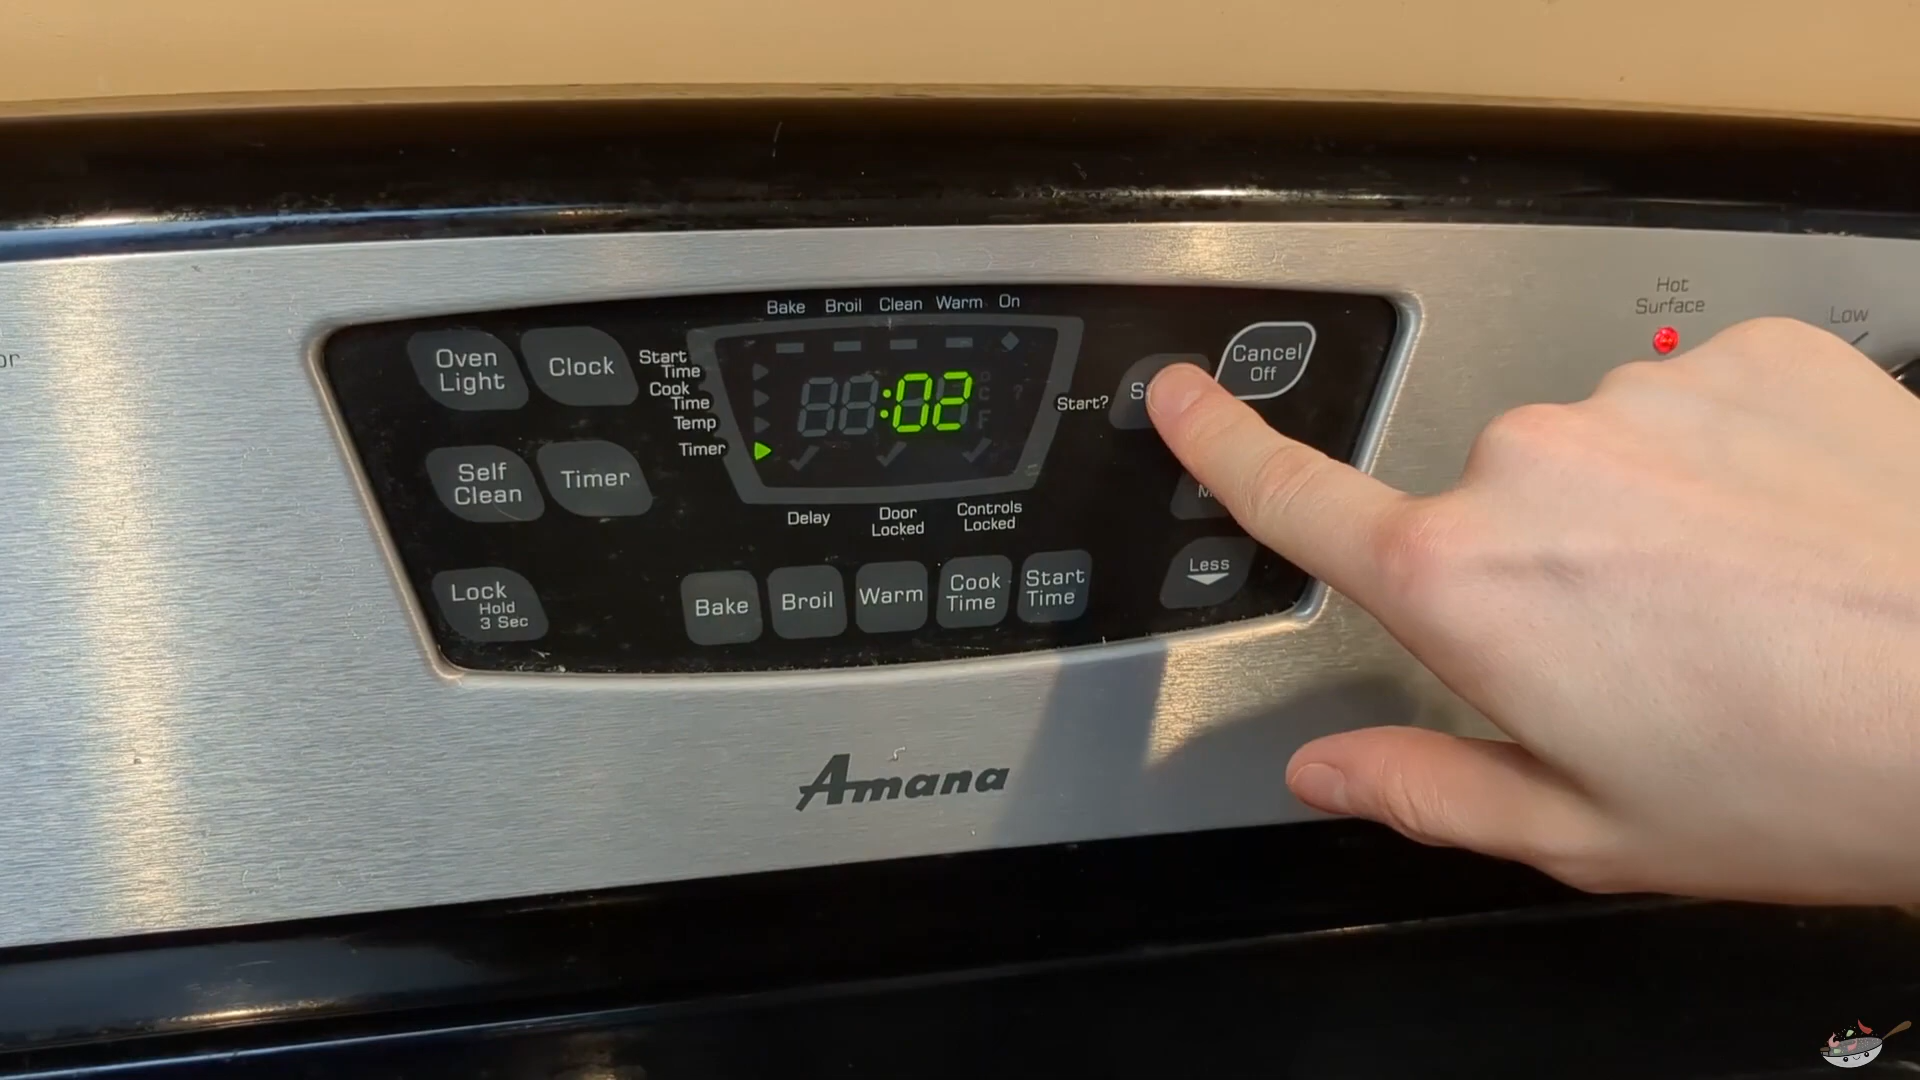 Bake Broil Clean Warm On
Oven
Light
Clock
Start
Time
Cook
Time
Temp
Timer
:02
Start?
Cancel
Off
Hot
Surface
Low
Self
Clean
Timer
Delay
Door
Locked
Controls
Locked
Lock
Hold
3 Sec
Bake
Broil
Warm
Cook
Time
Start
Time
Less
Amana